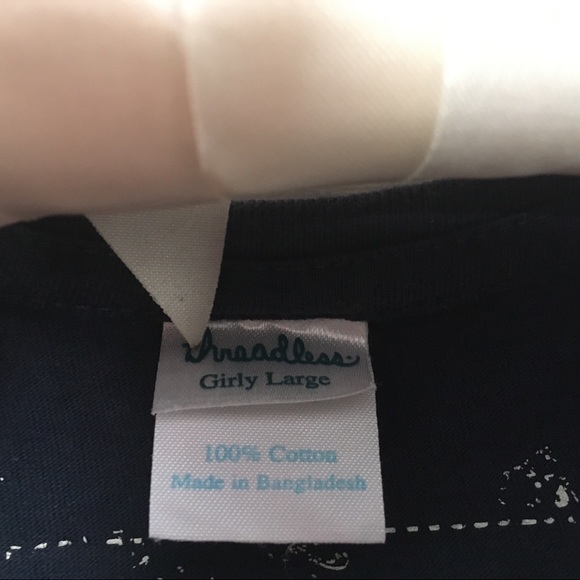 threadless.
Girly Large
100% Cotton
Made in Bangladesh